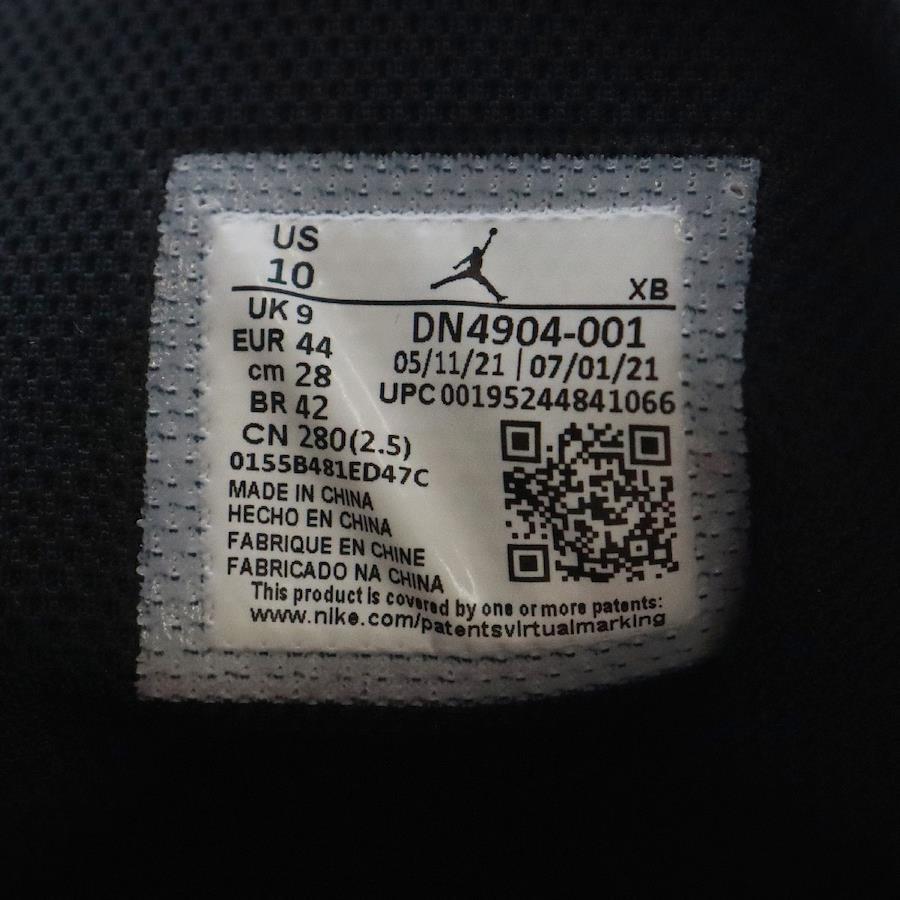 US
10
XB
UK 9
EUR 44
cm 28
BR 42
CN 280(2.5)
DN4904-001
05/11/21 | 07/01/21
UPC 00195244841066
0155B481ED47C
MADE IN CHINA
HECHO EN CHINA
FABRIQUE EN CHINE
FABRICADO NA CHINA
This product is covered by one or more patents:
www.nike.com/patentsvirtualmarking